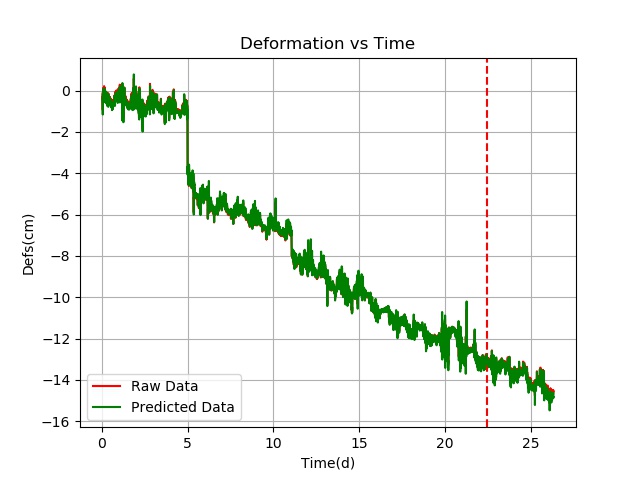 Deformation vs Time
0
−2
−4
−6
−8
−10
−12
−14
−16
Defs(cm)
Raw Data
Predicted Data
0 5 10 15 20 25
Time(d)